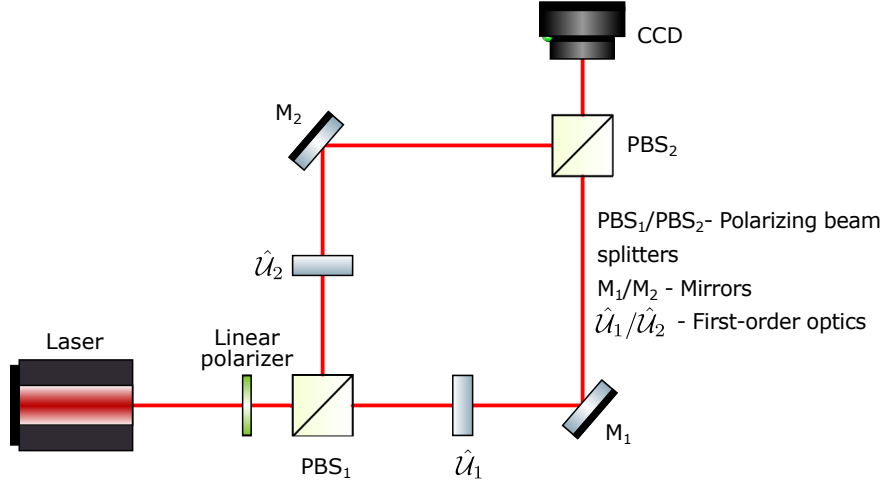 CCD
M₂
PBS₂
PBS₁/PBS₂- Polarizing beam
splitters
M₁/M₂ - Mirrors
𝒰̂₁/𝒰̂₂ - First-order optics
𝒰̂₂
Laser
Linear
polarizer
M₁
PBS₁
𝒰̂₁